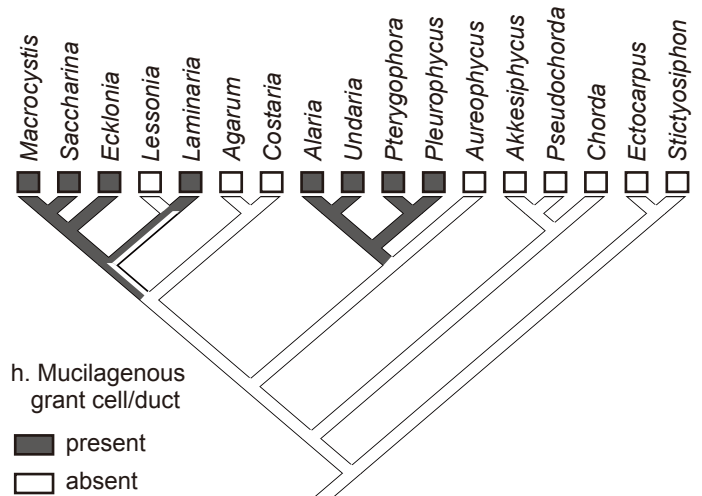 Macrocystis
Saccharina
Ecklonia
Lessonia
Laminaria
Agarum
Costaria
Alaria
Undaria
Pterygophora
Pleurophycus
Aureophycus
Akkesiphycus
Pseudochorda
Chorda
Ectocarpus
Stictyosiphon
h. Mucilagenous
grant cell/duct
present
absent